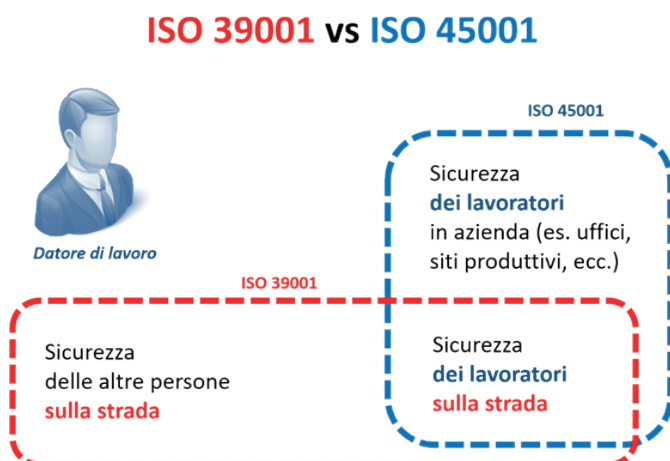 ISO 39001 vs ISO 45001
ISO 45001
Sicurezza
dei lavoratori
in azienda (es. uffici,
siti produttivi, ecc.)
Datore di lavoro
ISO 39001
Sicurezza
delle altre persone
sulla strada
Sicurezza
dei lavoratori
sulla strada